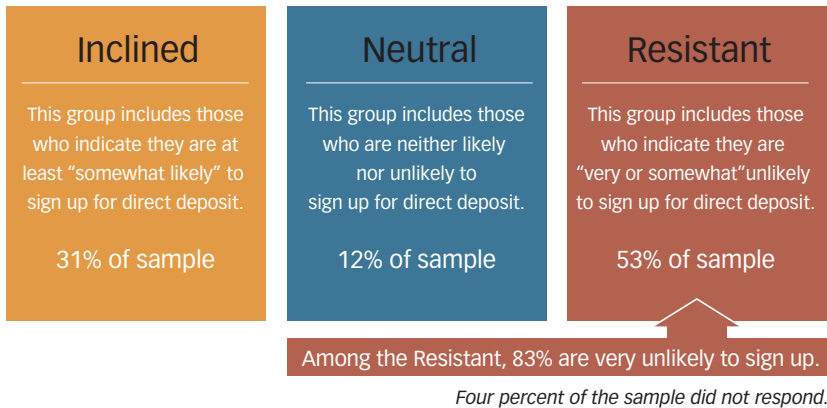 Inclined
This group includes those
who indicate they are at
least “somewhat likely” to
sign up for direct deposit.
31% of sample
Neutral
This group includes those
who are neither likely
nor unlikely to
sign up for direct deposit.
12% of sample
Resistant
This group includes those
who indicate they are
“very or somewhat”unlikely
to sign up for direct deposit.
53% of sample
Among the Resistant, 83% are very unlikely to sign up.
Four percent of the sample did not respond.